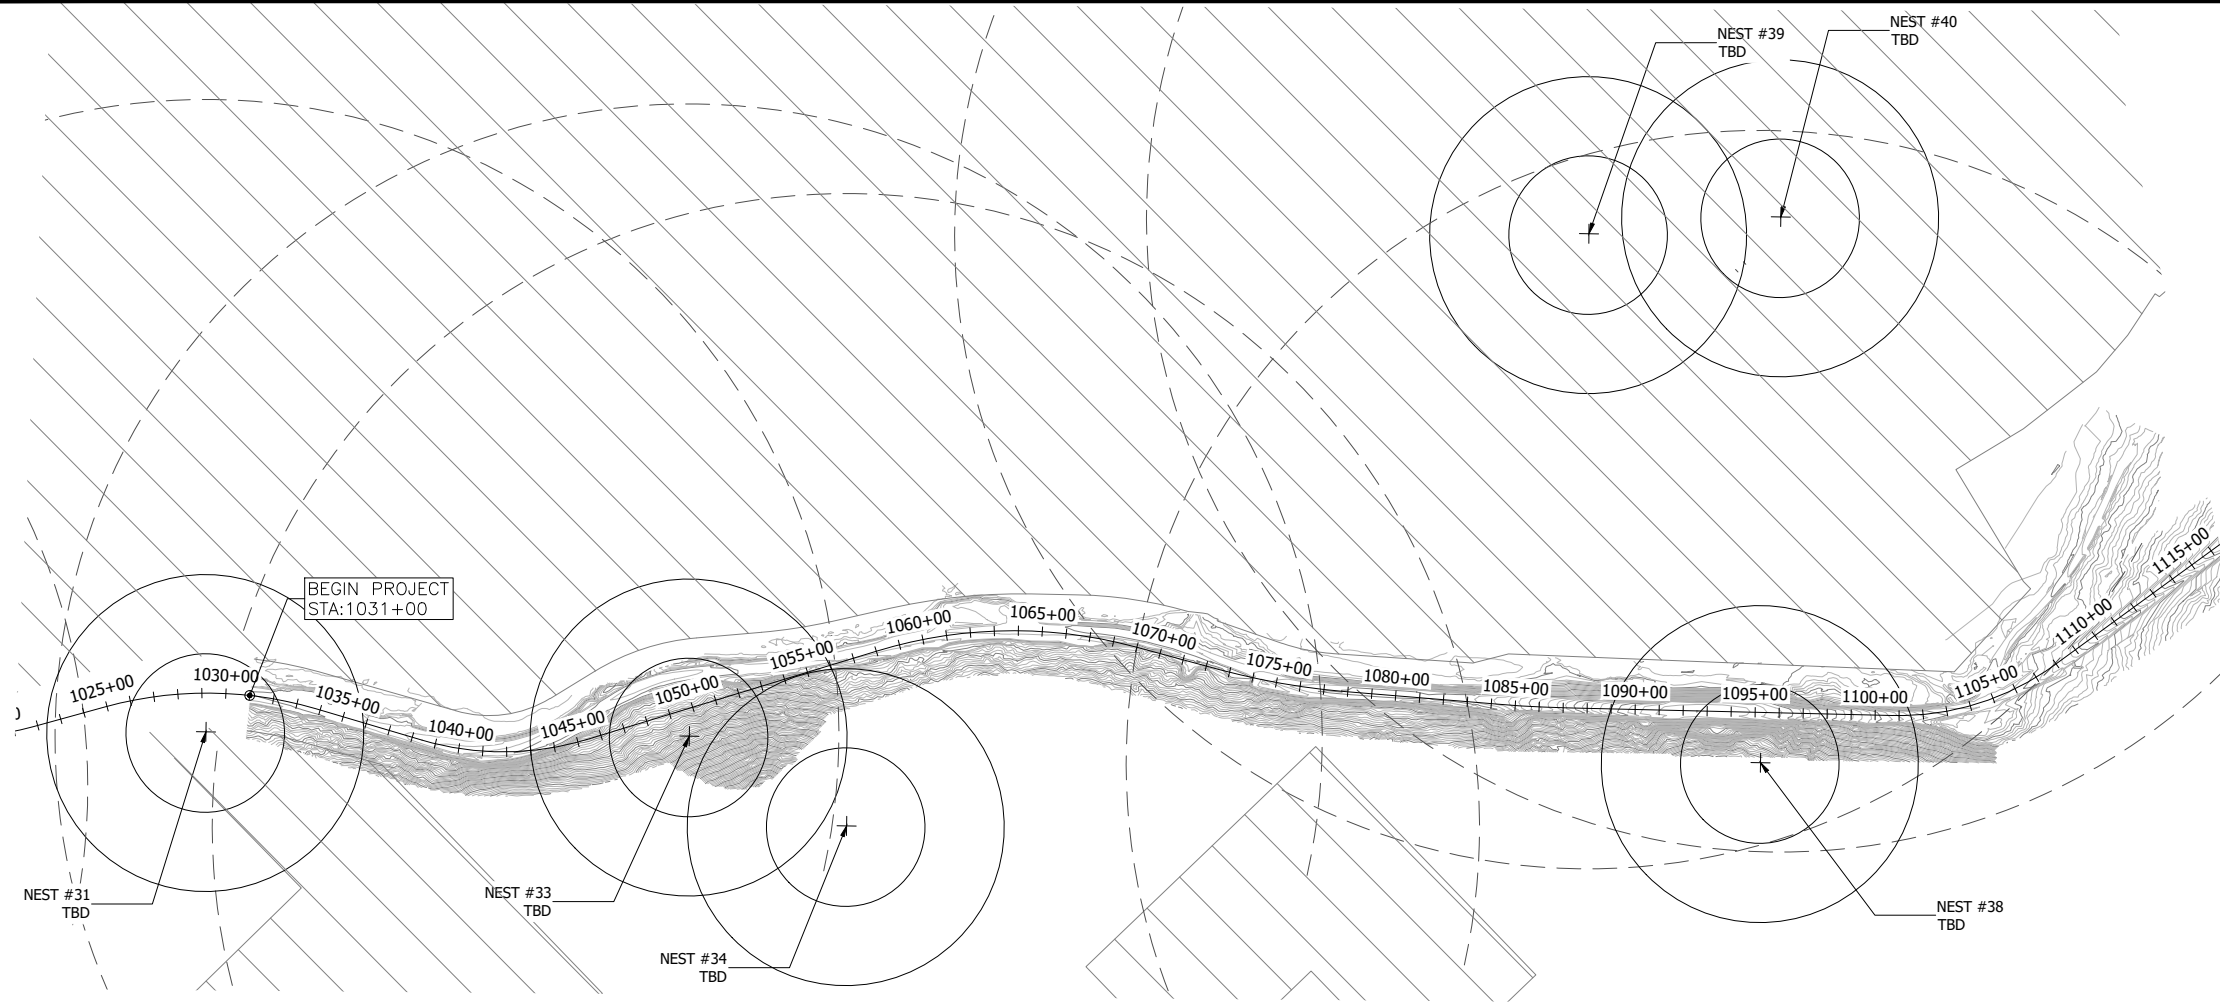 NEST #39
TBD
NEST #40
TBD
BEGIN PROJECT
STA:1031+00
1025+00
1030+00
1035+00
1040+00
1045+00
1050+00
1055+00
1060+00
1065+00
1070+00
1075+00
1080+00
1085+00
1090+00
1095+00
1100+00
1105+00
1110+00
1115+00
NEST #31
TBD
NEST #33
TBD
NEST #34
TBD
NEST #38
TBD